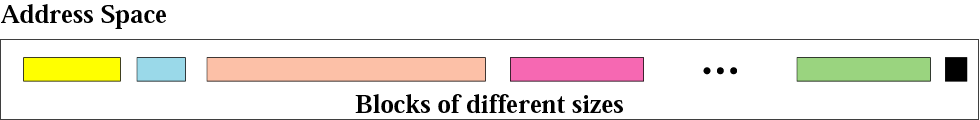 Address Space
...
Blocks of different sizes